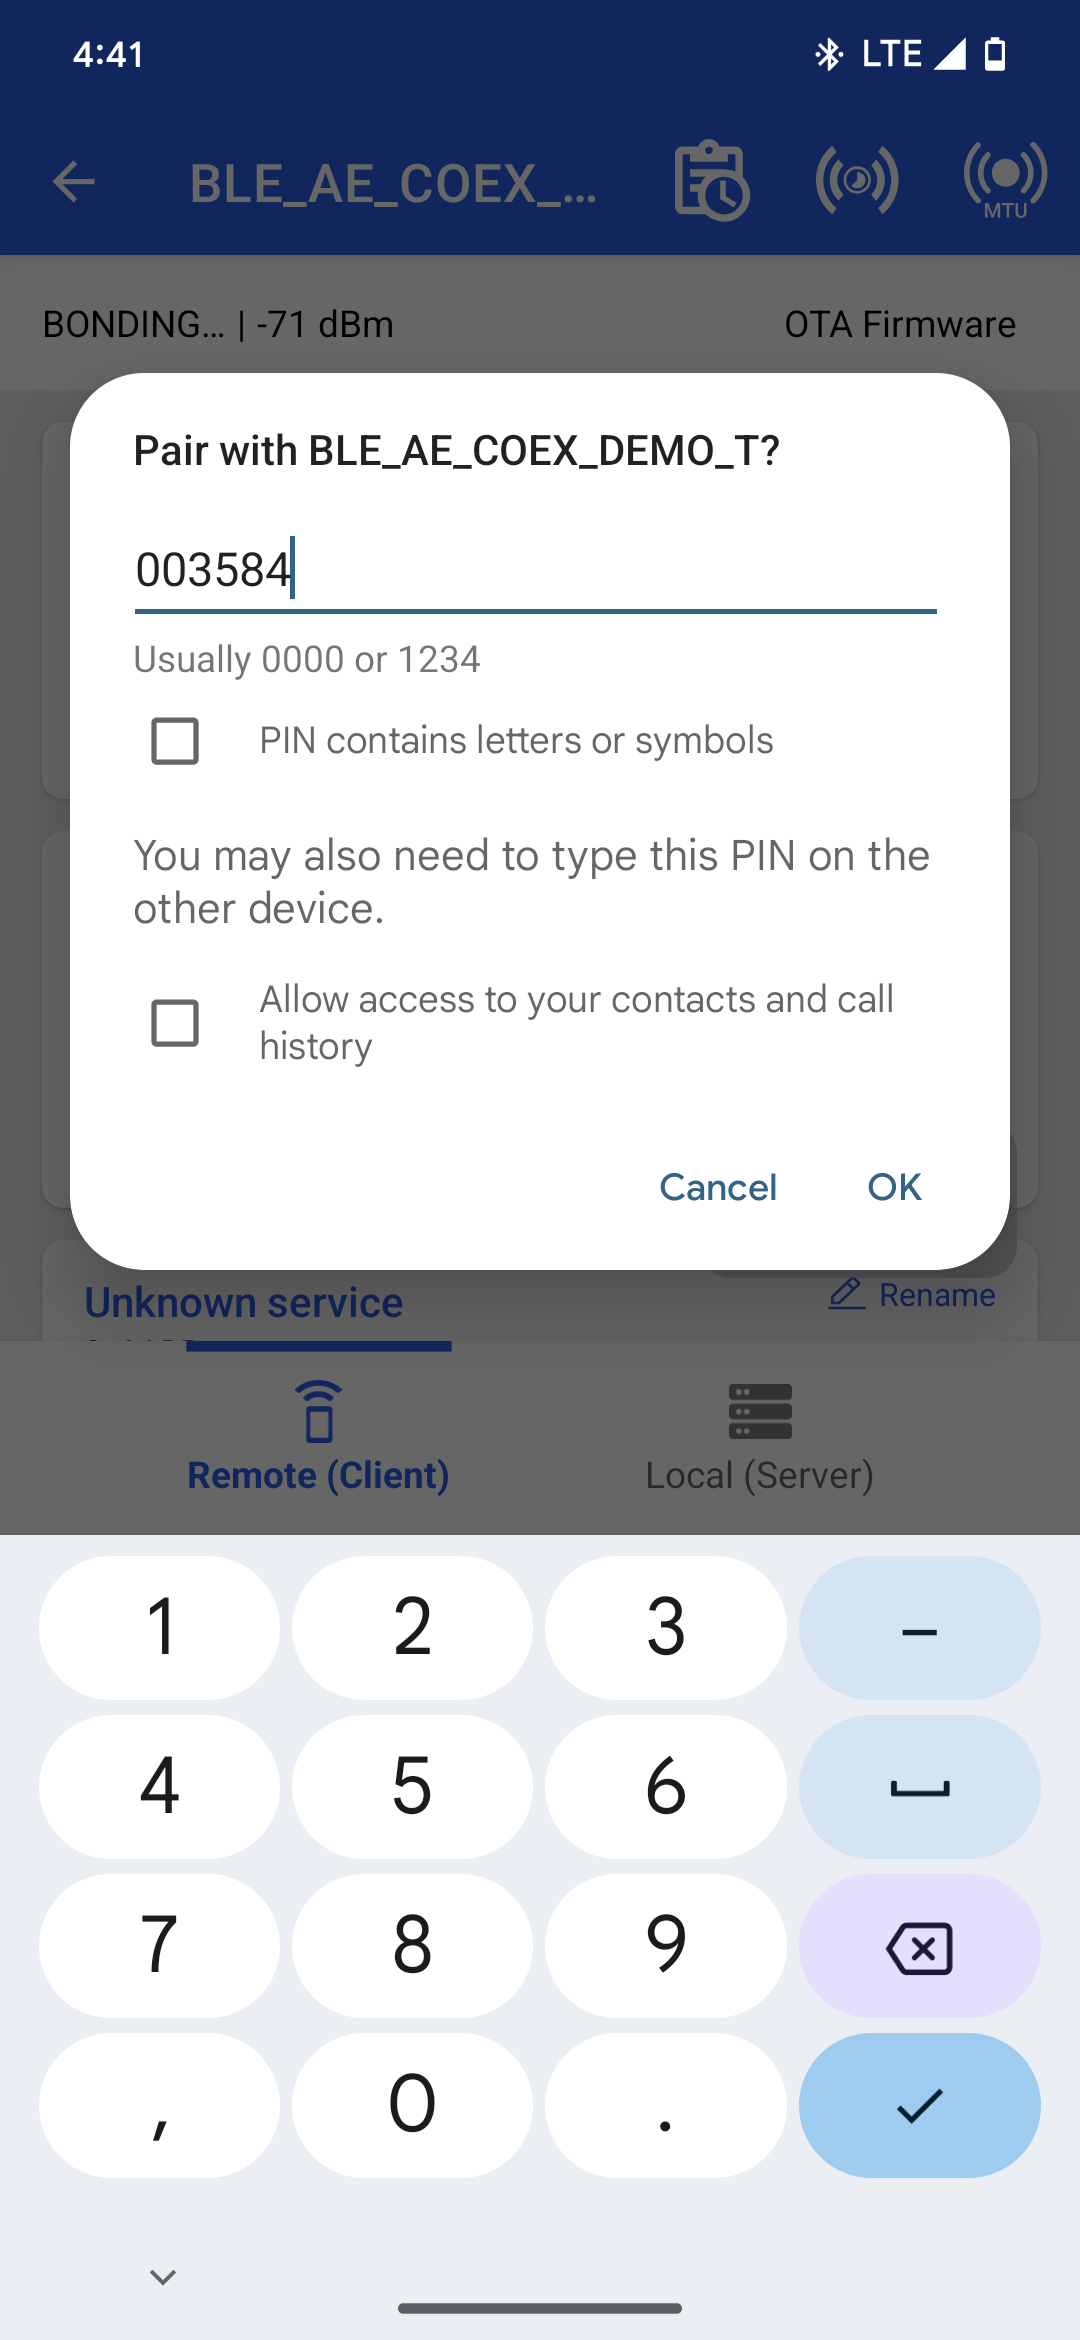 4:41
LTE
BLE_AE_COEX_...
MTU
BONDING... | -71 dBm
OTA Firmware
Pair with BLE_AE_COEX_DEMO_T?
003584
Usually 0000 or 1234
PIN contains letters or symbols
You may also need to type this PIN on the
other device.
Allow access to your contacts and call
history
Cancel
OK
Unknown service
Rename
Remote (Client)
Local (Server)
1 2 3 –
4 5 6
7 8 9
, 0 .